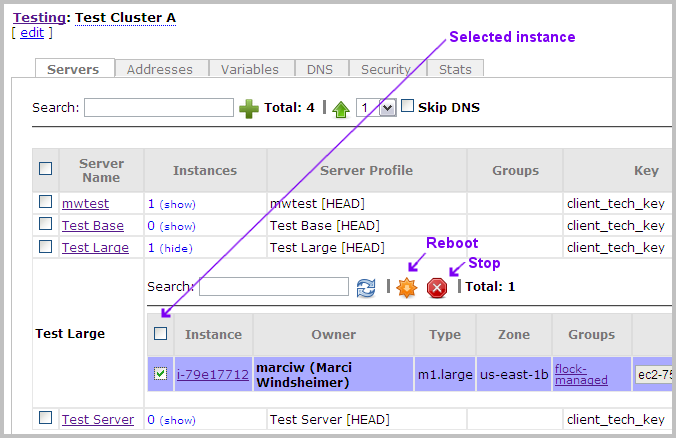 Testing: Test Cluster A
[ edit ]
Selected instance
Servers Addresses Variables DNS Security Stats
Search: Total: 4 | 1 Skip DNS
Server Name Instances Server Profile Groups Key
mwtest 1 (show) mwtest [HEAD] client_tech_key
Test Base 0 (show) Test Base [HEAD] client_tech_key
Test Large 1 (hide) Test Large [HEAD] client_tech_key
Reboot
Stop
Search: | | Total: 1
Test Large
Instance Owner Type Zone Groups
i-79e17712 marciw (Marci Windsheimer) m1.large us-east-1b flock-managed ec2-75
Test Server 0 (show) Test Server [HEAD] client_tech_key